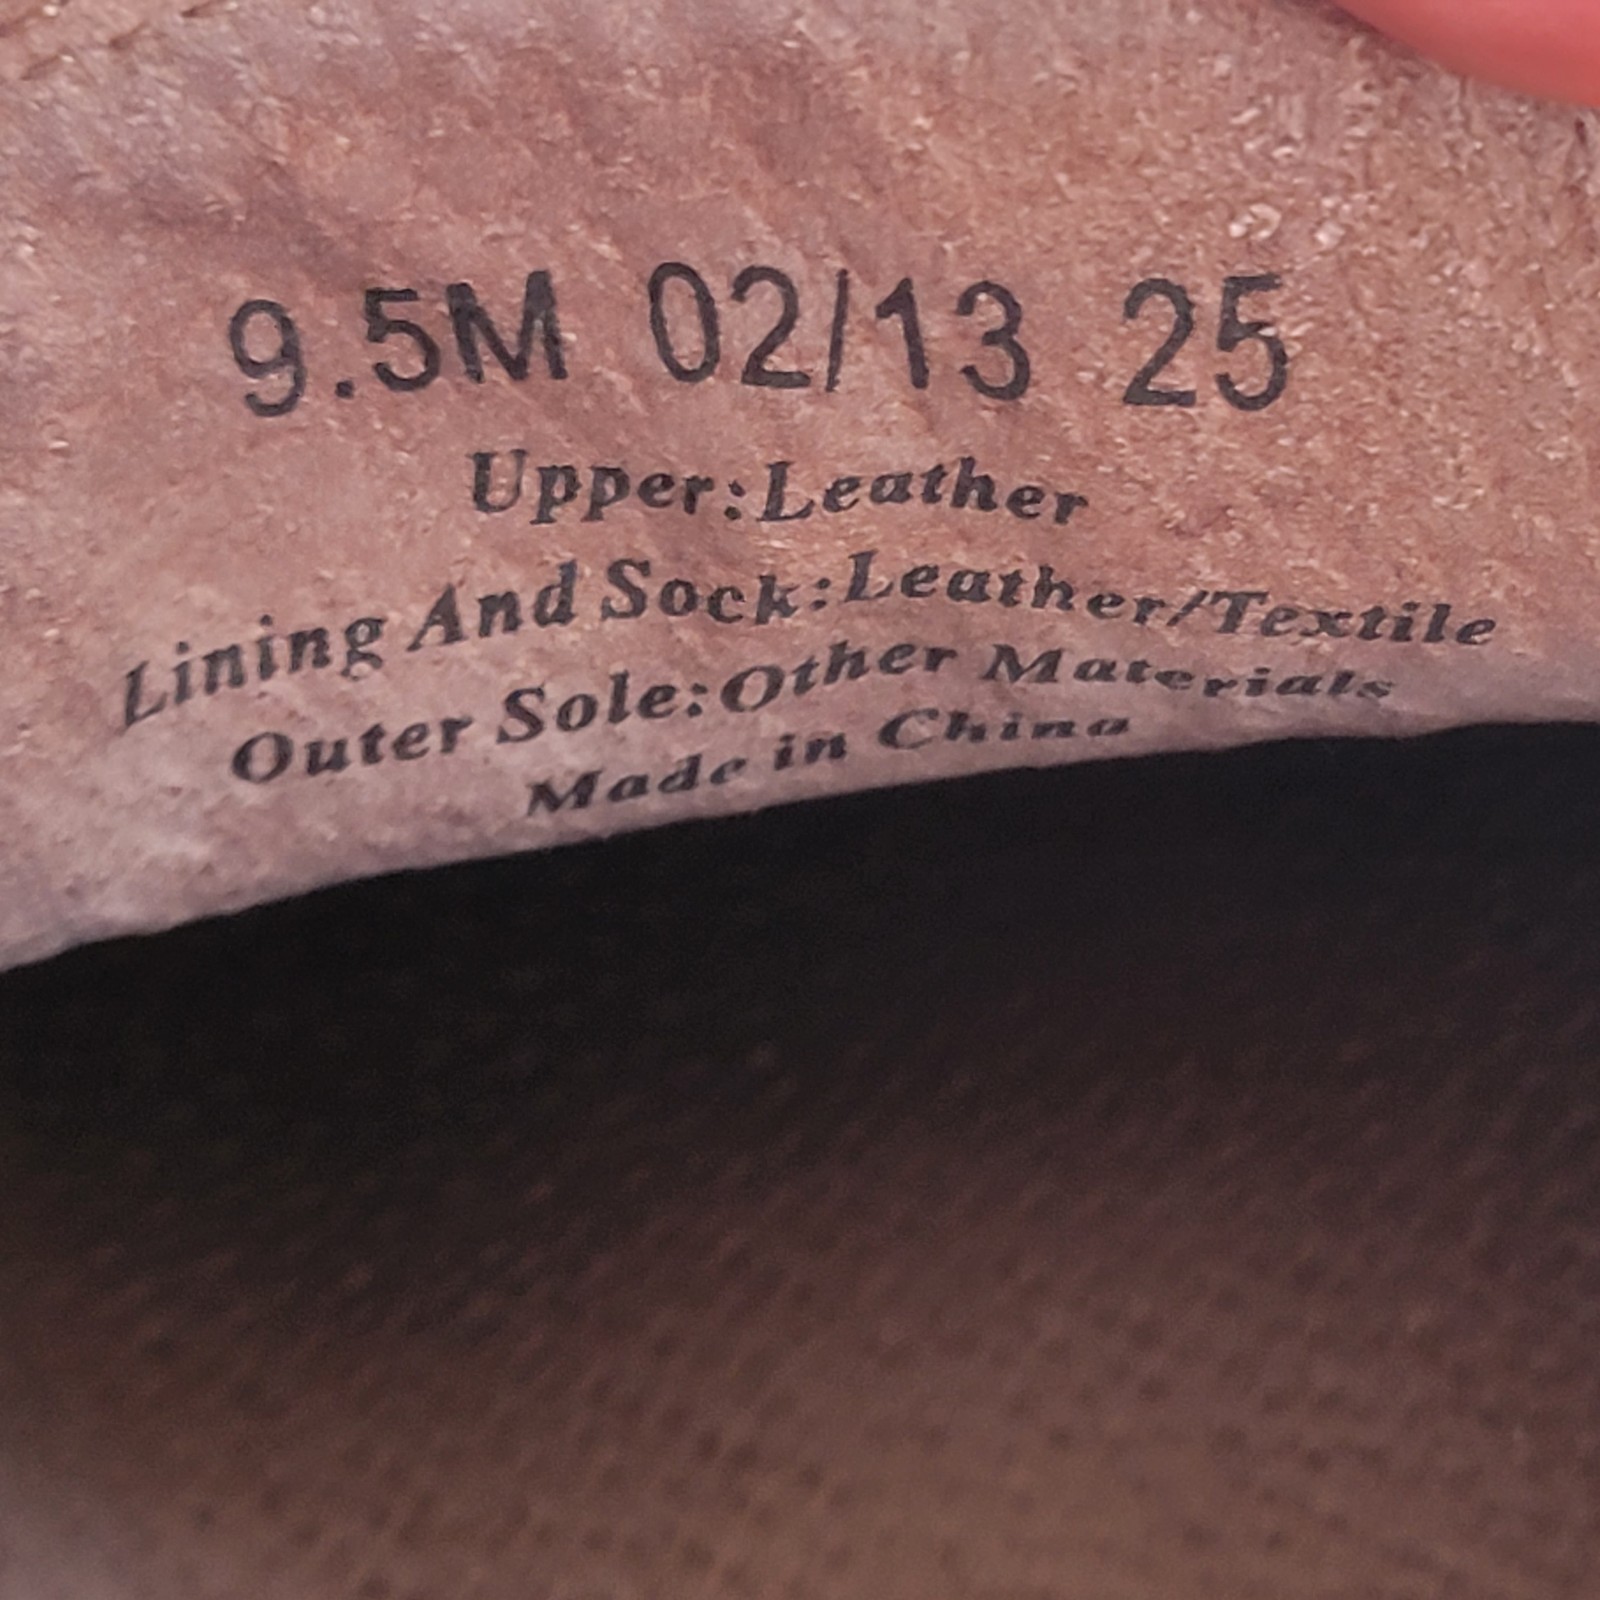 9.5M 02/13 25
Upper:Leather
Lining And Sock:Leather/Textile
Outer Sole:Other Materials
Made in China